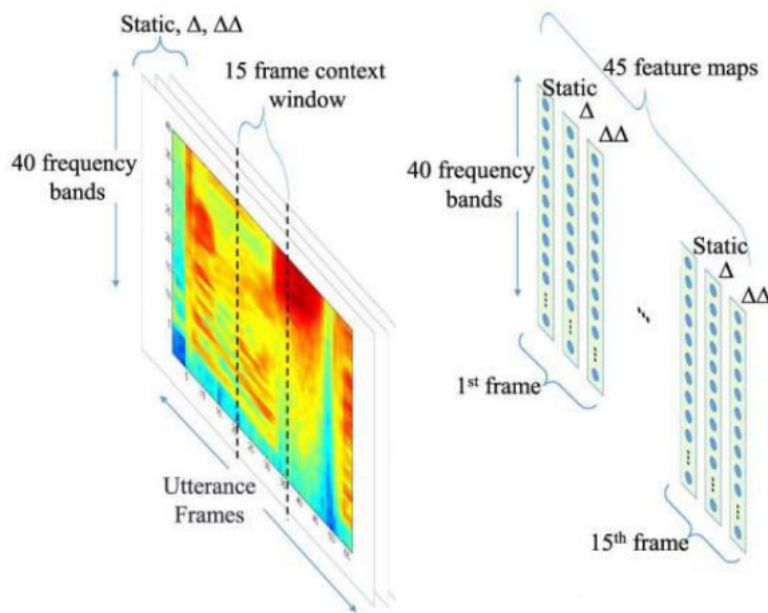 Static, Δ, ΔΔ
15 frame context
window
40 frequency
bands
Utterance
Frames
45 feature maps
Static
Δ
ΔΔ
40 frequency
bands
1st frame
Static
Δ
ΔΔ
15th frame